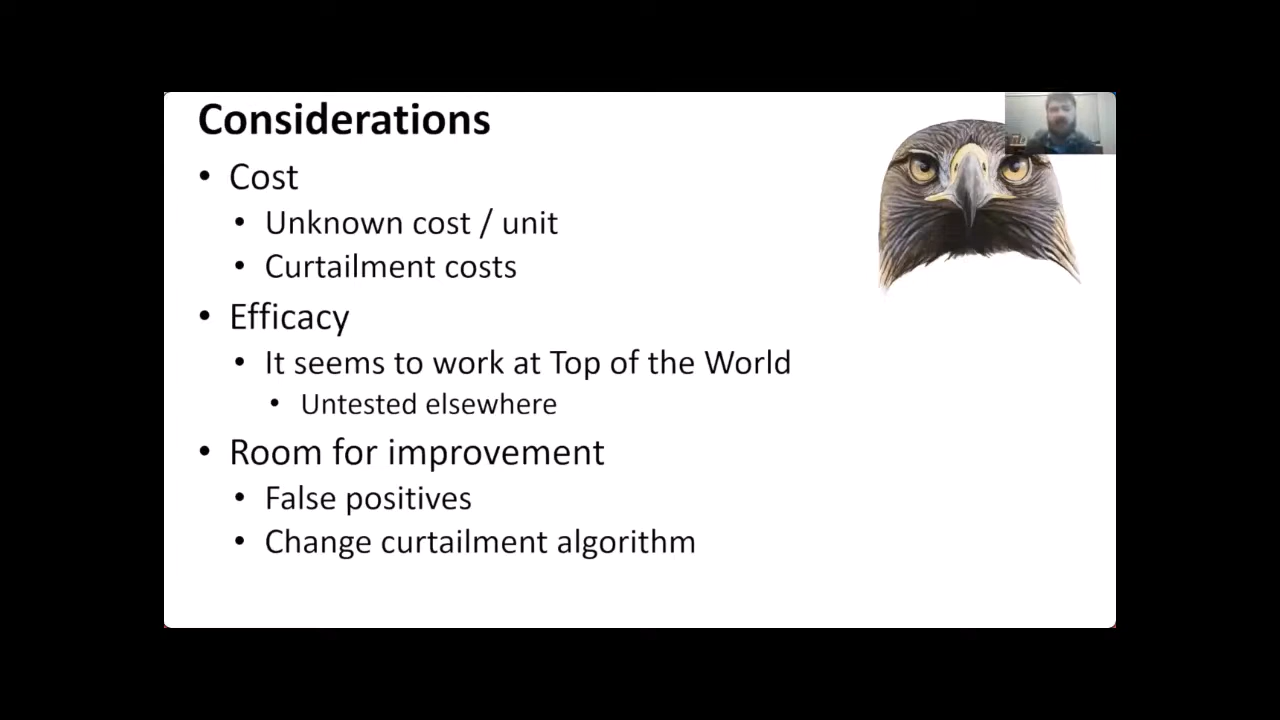 Considerations
• Cost
• Unknown cost / unit
• Curtailment costs
• Efficacy
• It seems to work at Top of the World
• Untested elsewhere
• Room for improvement
• False positives
• Change curtailment algorithm